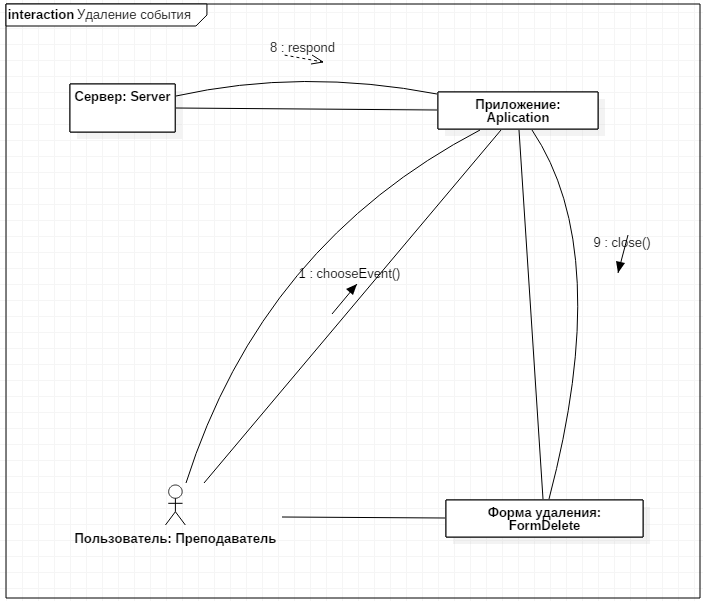 interaction Удаление события
8 : respond
Сервер: Server
Приложение:
Aplication
9 : close()
1 : chooseEvent()
Форма удаления:
FormDelete
Пользователь: Преподаватель